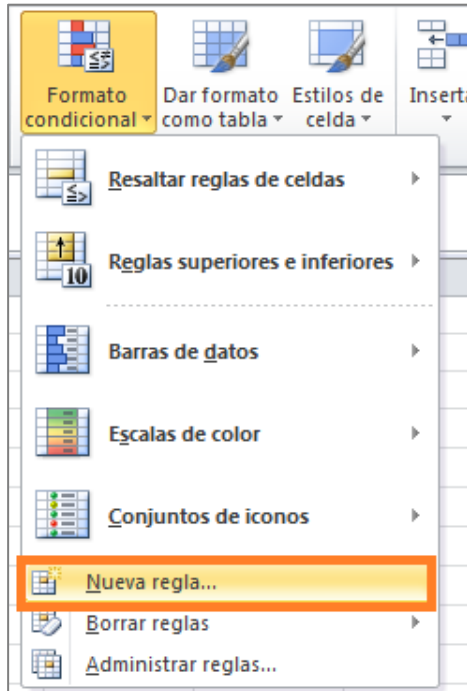 Formato condicional
Dar formato como tabla
Estilos de celda
Resaltar reglas de celdas
≤≥
Reglas superiores e inferiores
10
Barras de datos
Escalas de color
Conjuntos de iconos
Nueva regla...
Borrar reglas
Administrar reglas...